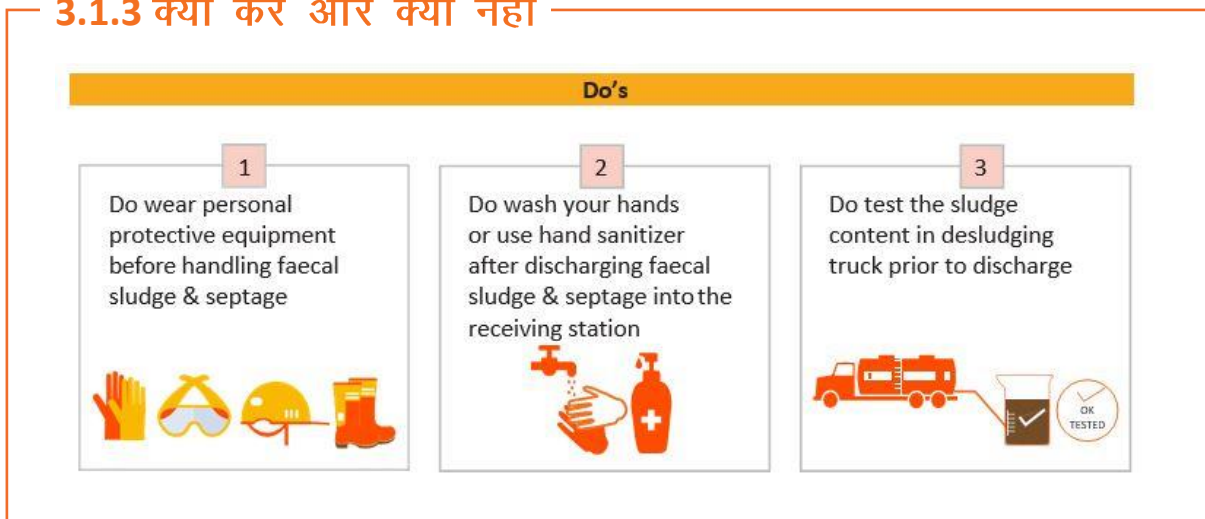 3.1.3 क्या करें और क्या नहीं
Do's
1
Do wear personal
protective equipment
before handling faecal
sludge & septage
2
Do wash your hands
or use hand sanitizer
after discharging faecal
sludge & septage into the
receiving station
3
Do test the sludge
content in desludging
truck prior to discharge
OK
TESTED